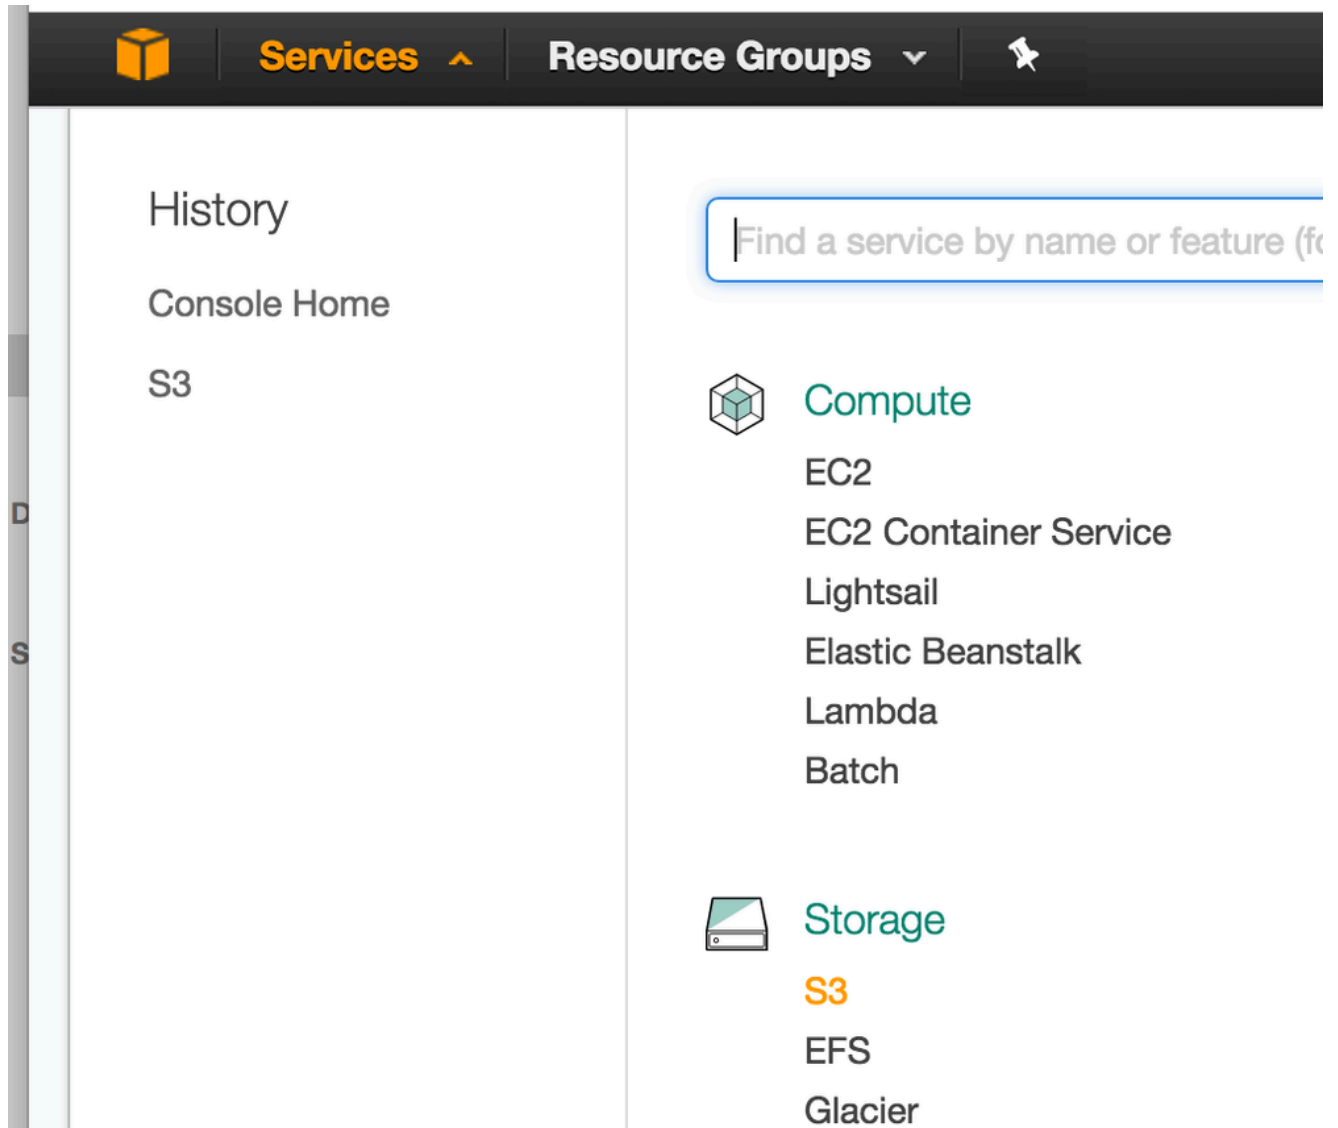 Services
Resource Groups
History
Console Home
S3
Find a service by name or feature (fo
Compute
EC2
EC2 Container Service
Lightsail
Elastic Beanstalk
Lambda
Batch
Storage
S3
EFS
Glacier
D
S